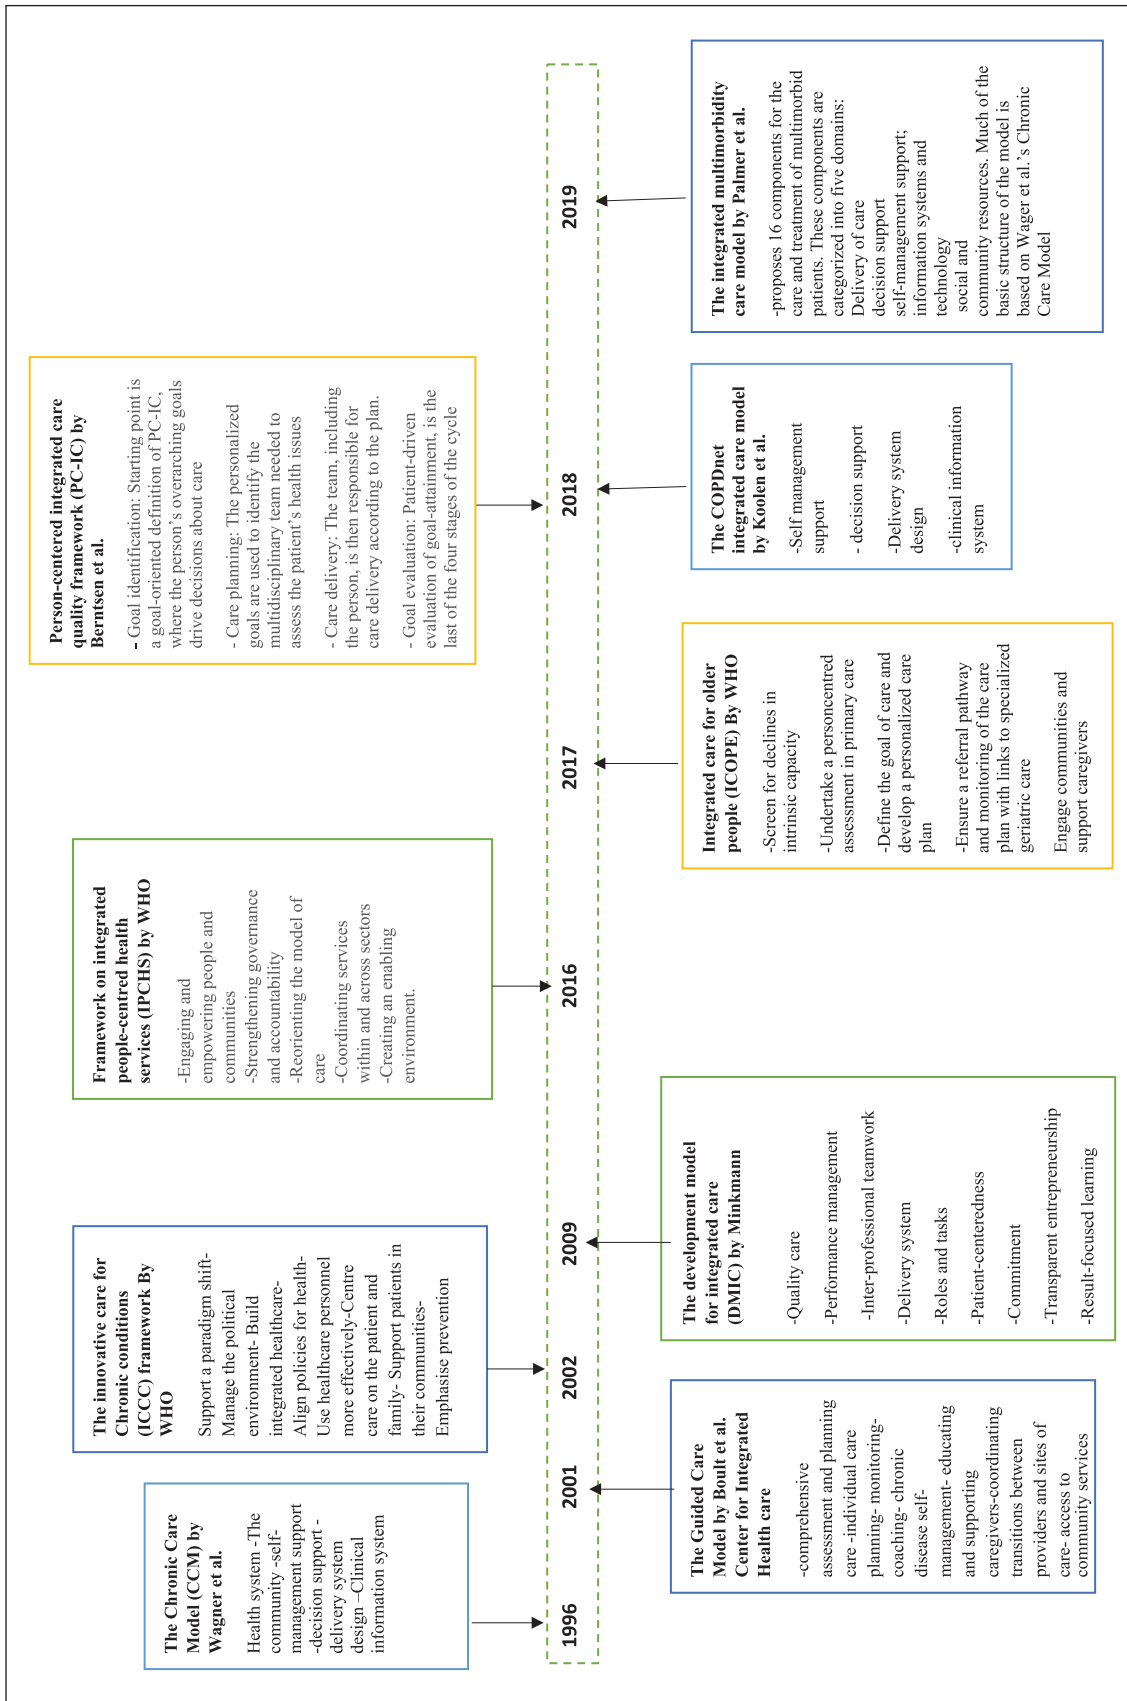 The Chronic Care
Model (CCM) by
Wagner et al.
Health system -The
community -self-
management support
-decision support -
delivery system
design –Clinical
information system
The innovative care for
Chronic conditions
(ICCC) framework By
WHO
Support a paradigm shift-
Manage the political
environment- Build
integrated healthcare-
Align policies for health-
Use healthcare personnel
more effectively-Centre
care on the patient and
family- Support patients in
their communities-
Emphasise prevention
Framework on integrated
people-centred health
services (IPCHS) by WHO
-Engaging and
empowering people and
communities
-Strengthening governance
and accountability
-Reorienting the model of
care
-Coordinating services
within and across sectors
-Creating an enabling
environment.
Person-centered integrated care
quality framework (PC-IC) by
Berntsen et al.
- Goal identification: Starting point is
a goal-oriented definition of PC-IC,
where the person's overarching goals
drive decisions about care
- Care planning: The personalized
goals are used to identify the
multidisciplinary team needed to
assess the patient's health issues
- Care delivery: The team, including
the person, is then responsible for
care delivery according to the plan.
- Goal evaluation: Patient-driven
evaluation of goal-attainment, is the
last of the four stages of the cycle
1996
2001
2002
2009
2016
2017
2018
2019
The Guided Care
Model by Boult et al.
Center for Integrated
Health care
-comprehensive
assessment and planning
care -individual care
planning- monitoring-
coaching- chronic
disease self-
management- educating
and supporting
caregivers-coordinating
transitions between
providers and sites of
care- access to
community services
The development model
for integrated care
(DMIC) by Minkmann
-Quality care
-Performance management
-Inter-professional teamwork
-Delivery system
-Roles and tasks
-Patient-centeredness
-Commitment
-Transparent entrepreneurship
-Result-focused learning
Integrated care for older
people (ICOPE) By WHO
-Screen for declines in
intrinsic capacity
-Undertake a personcentred
assessment in primary care
-Define the goal of care and
develop a personalized care
plan
-Ensure a referral pathway
and monitoring of the care
plan with links to specialized
geriatric care
Engage communities and
support caregivers
The COPDnet
integrated care model
by Koolen et al.
-Self management
support
- decision support
-Delivery system
design
-clinical information
system
The integrated multimorbidity
care model by Palmer et al.
-proposes 16 components for the
care and treatment of multimorbid
patients. These components are
categorized into five domains:
Delivery of care
decision support
self-management support;
information systems and
technology
social and
community resources. Much of the
basic structure of the model is
based on Wager et al.'s Chronic
Care Model